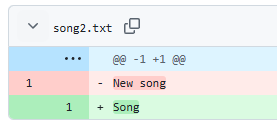 song2.txt
... @@ -1 +1 @@
1 - New song
1 + Song